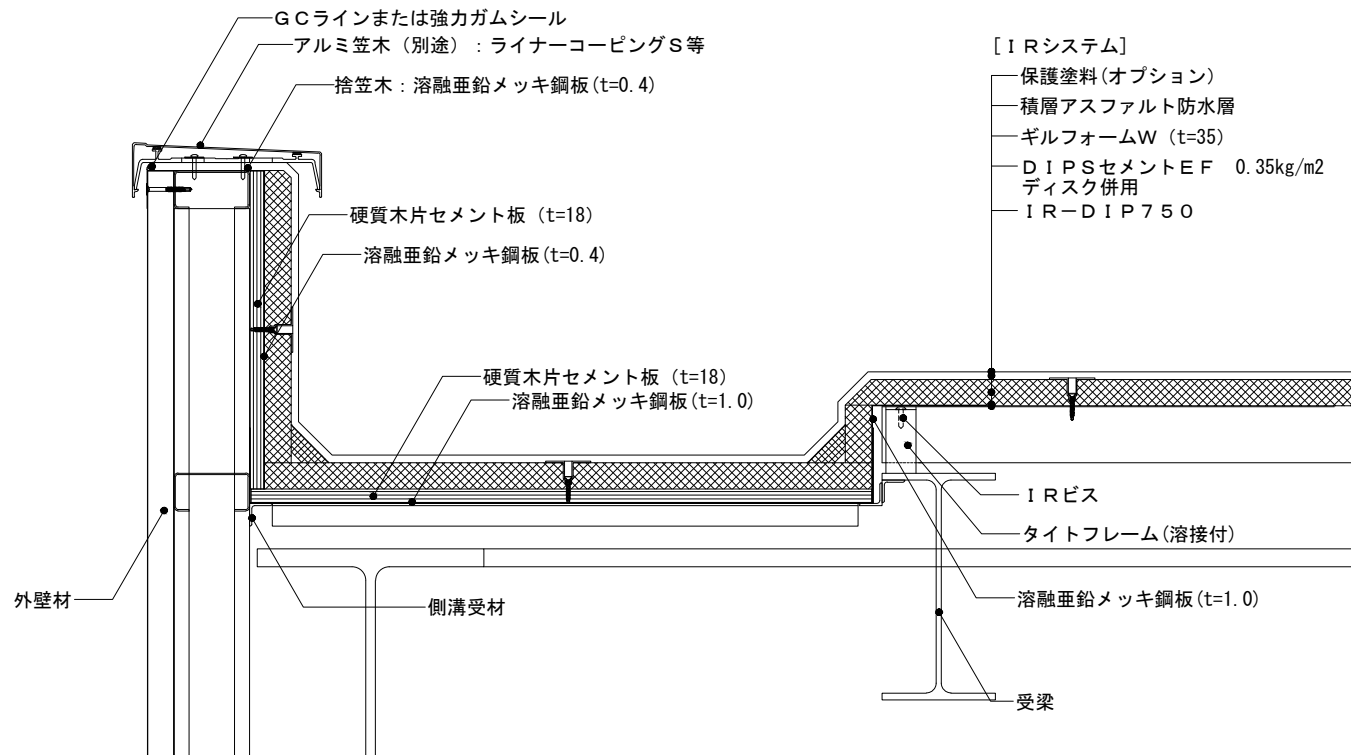 ＧＣラインまたは強力ガムシール
アルミ笠木（別途）：ライナーコーピングＳ等
捨笠木：溶融亜鉛メッキ鋼板(t=0.4)
硬質木片セメント板（t=18）
溶融亜鉛メッキ鋼板(t=0.4)
硬質木片セメント板（t=18）
溶融亜鉛メッキ鋼板(t=1.0)
外壁材
側溝受材
［ＩＲシステム］
保護塗料(オプション)
積層アスファルト防水層
ギルフォームＷ（t=35）
ＤＩＰＳセメントＥＦ　0.35kg/m2
ディスク併用
ＩＲ－ＤＩＰ７５０
ＩＲビス
タイトフレーム(溶接付)
溶融亜鉛メッキ鋼板(t=1.0)
受梁